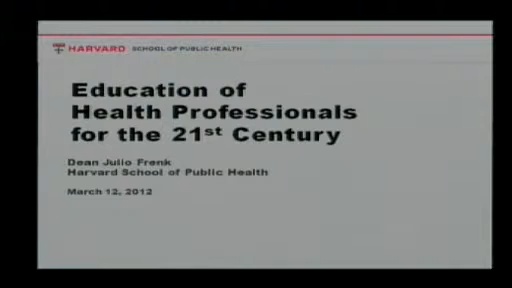 HARVARD SCHOOL OF PUBLIC HEALTH
Education of
Health Professionals
for the 21st Century
Dean Julio Frenk
Harvard School of Public Health
March 12, 2012